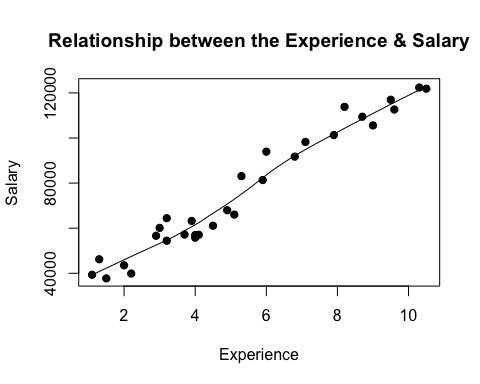 Relationship between the Experience & Salary
Salary
120000
80000
40000
2 4 6 8 10
Experience